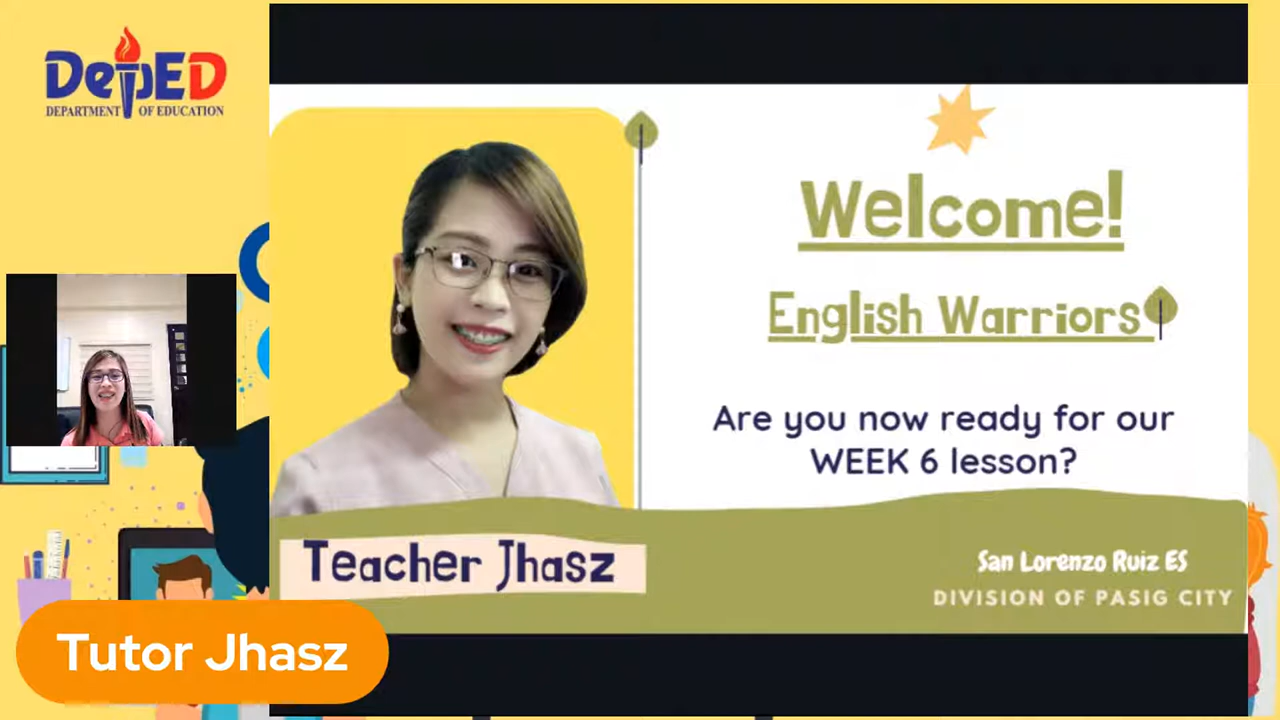 DepED
DEPARTMENT OF EDUCATION
Welcome!
English Warriors
Are you now ready for our
WEEK 6 lesson?
Teacher Jhasz
San Lorenzo Ruiz ES
DIVISION OF PASIG CITY
Tutor Jhasz